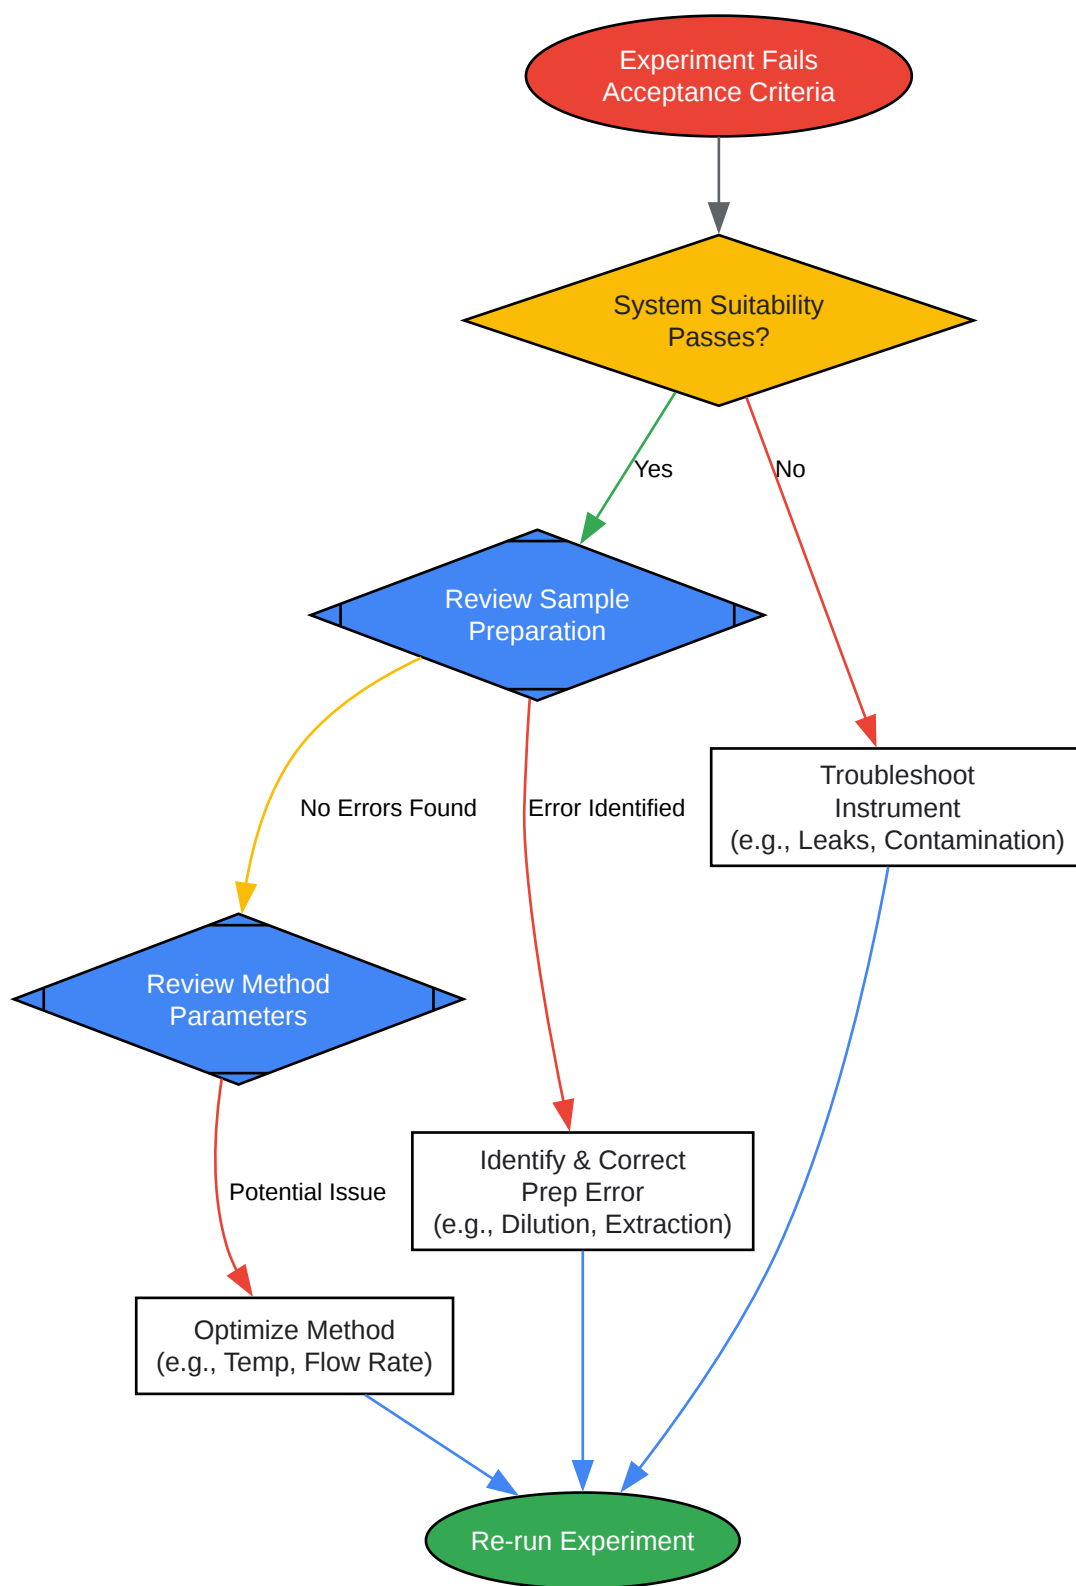 Experiment Fails
Acceptance Criteria
System Suitability
Passes?
Yes
No
Review Sample
Preparation
No Errors Found
Error Identified
Troubleshoot
Instrument
(e.g., Leaks, Contamination)
Review Method
Parameters
Potential Issue
Identify & Correct
Prep Error
(e.g., Dilution, Extraction)
Optimize Method
(e.g., Temp, Flow Rate)
Re-run Experiment